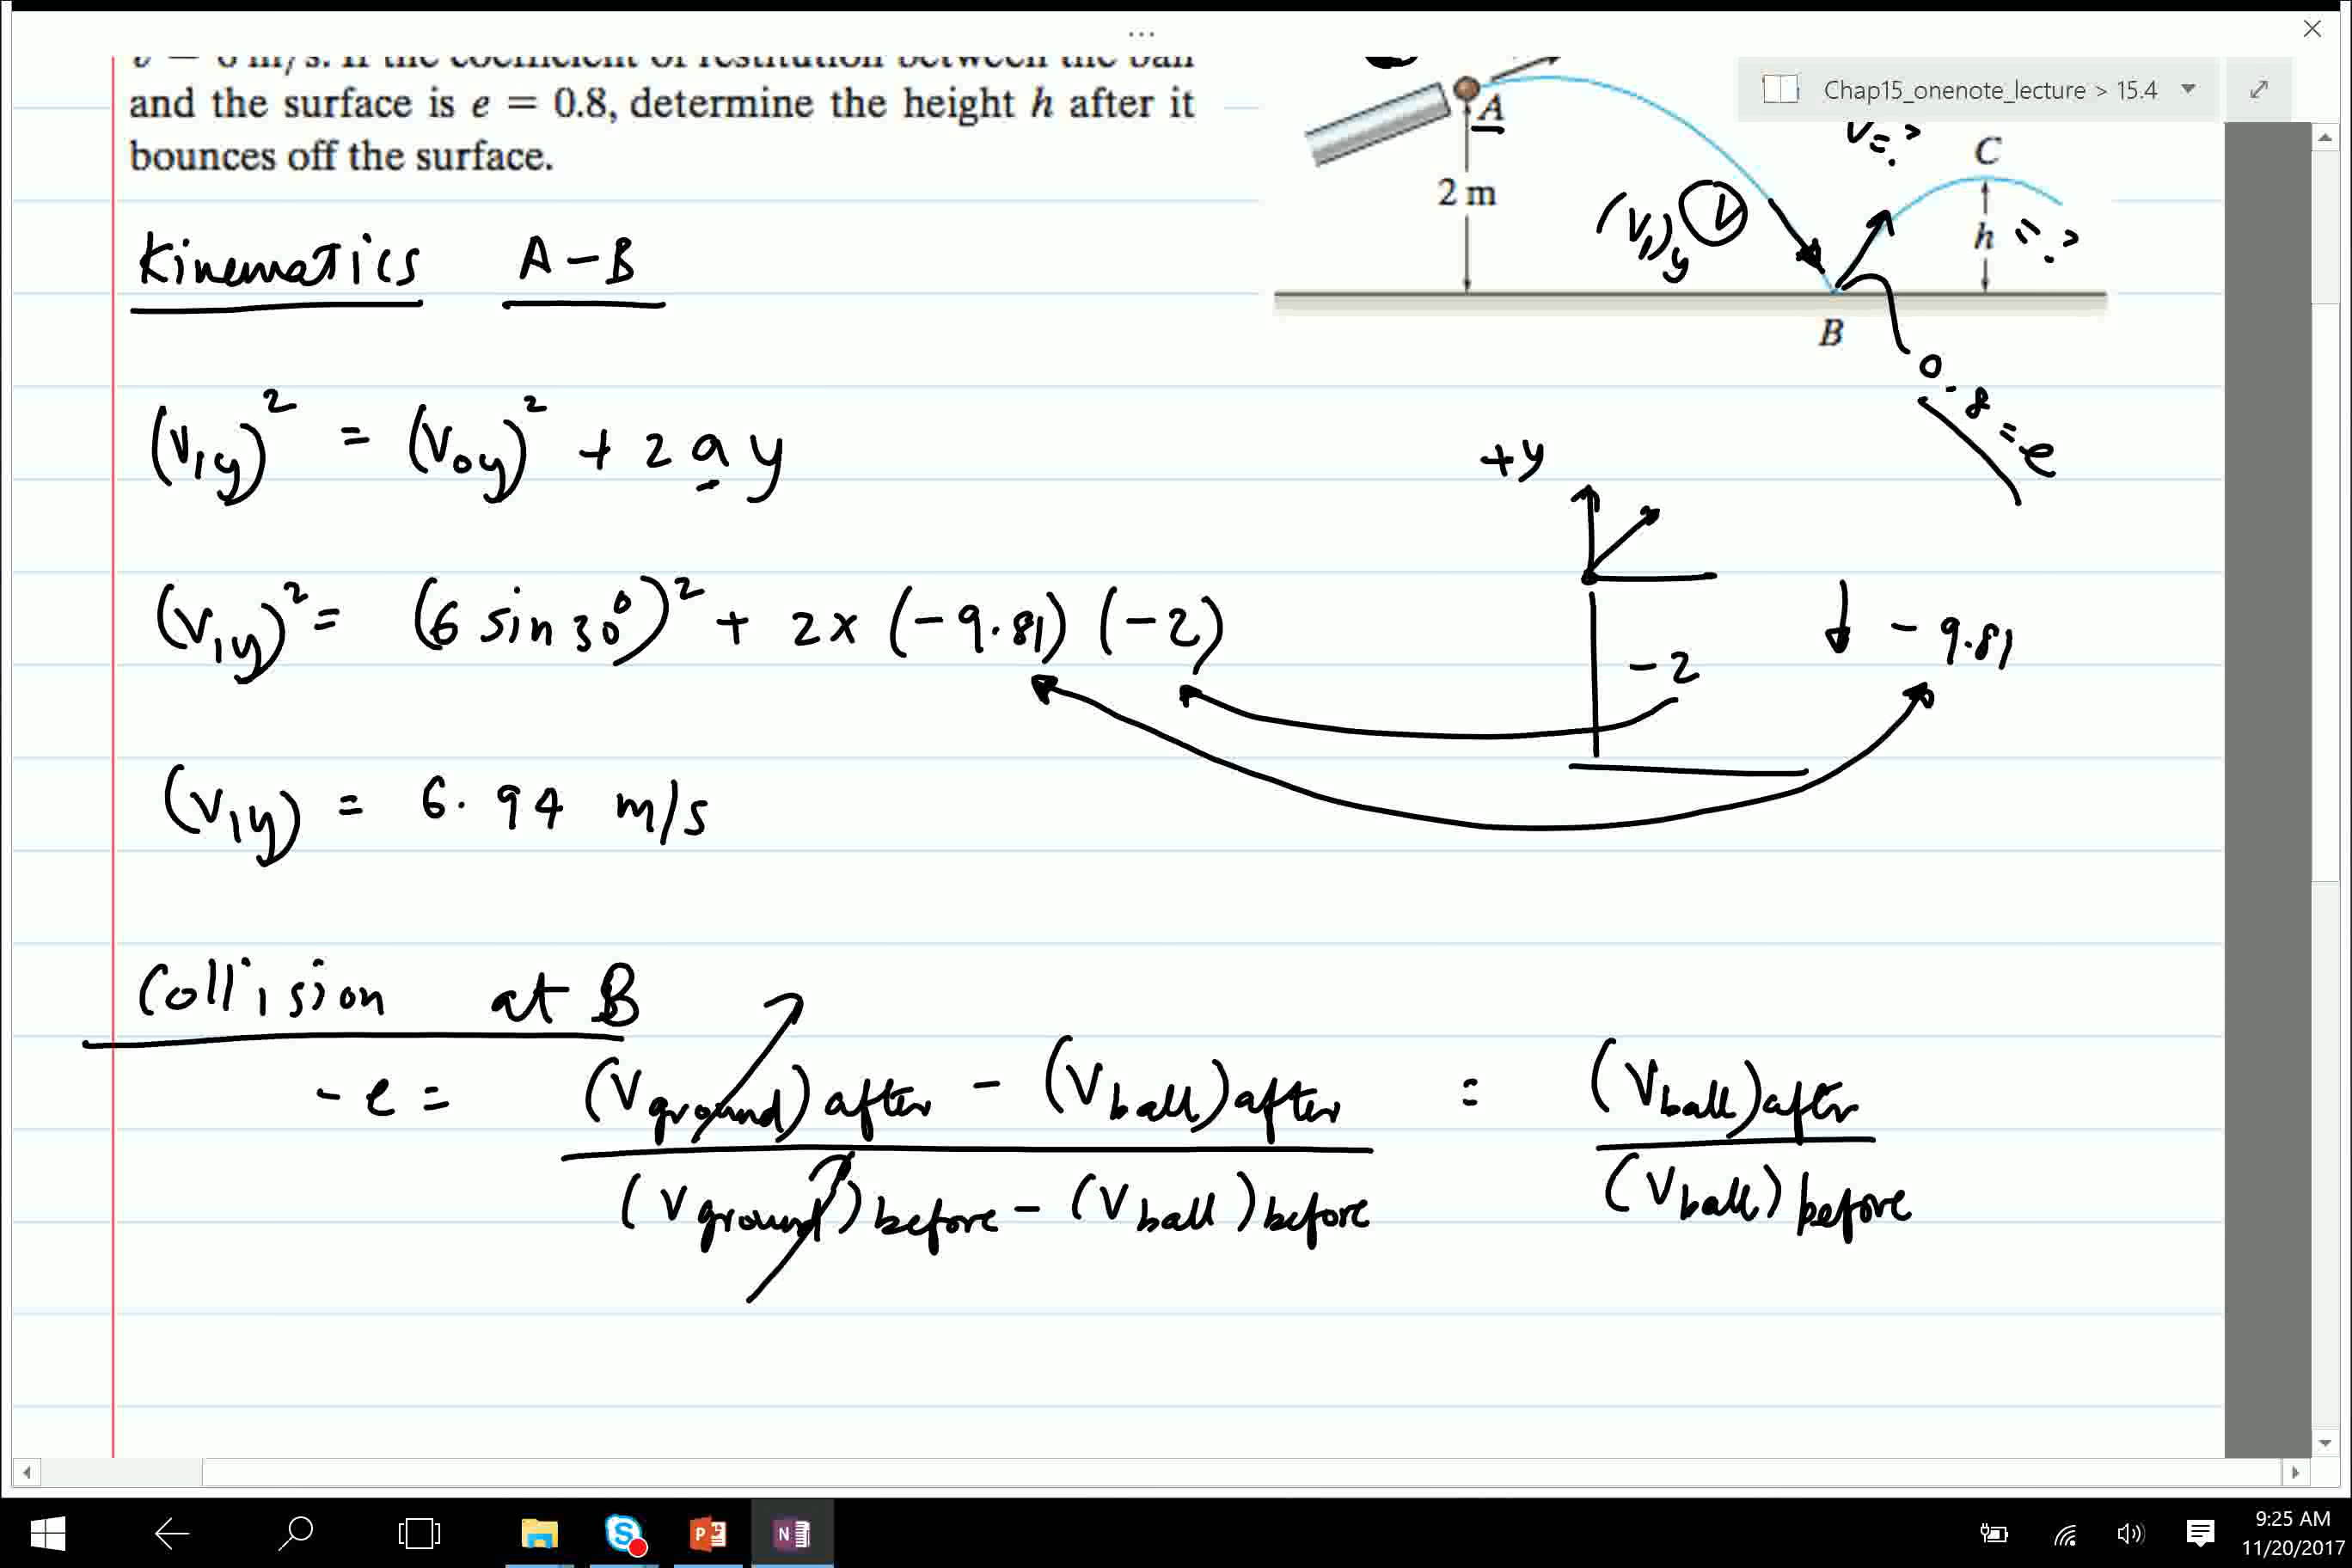 and the surface is e = 0.8, determine the height h after it
bounces off the surface.
Chap15_onenote_lecture > 15.4
A
2 m
(V₁)y
V=?
C
h = ?
B
0.8 = e
Kinematics A-B
(V₁y)² = (V₀y)² + 2 a y
+y
(V₁y)² = (6 sin 30°)² + 2x (-9.81) (-2)
-2
↓ -9.81
(V₁y) = 6.94 m/s
Collision at B
-e = (Vground) after - (Vball) after = (Vball) after
(Vground) before - (Vball) before (Vball) before
9:25 AM
11/20/2017